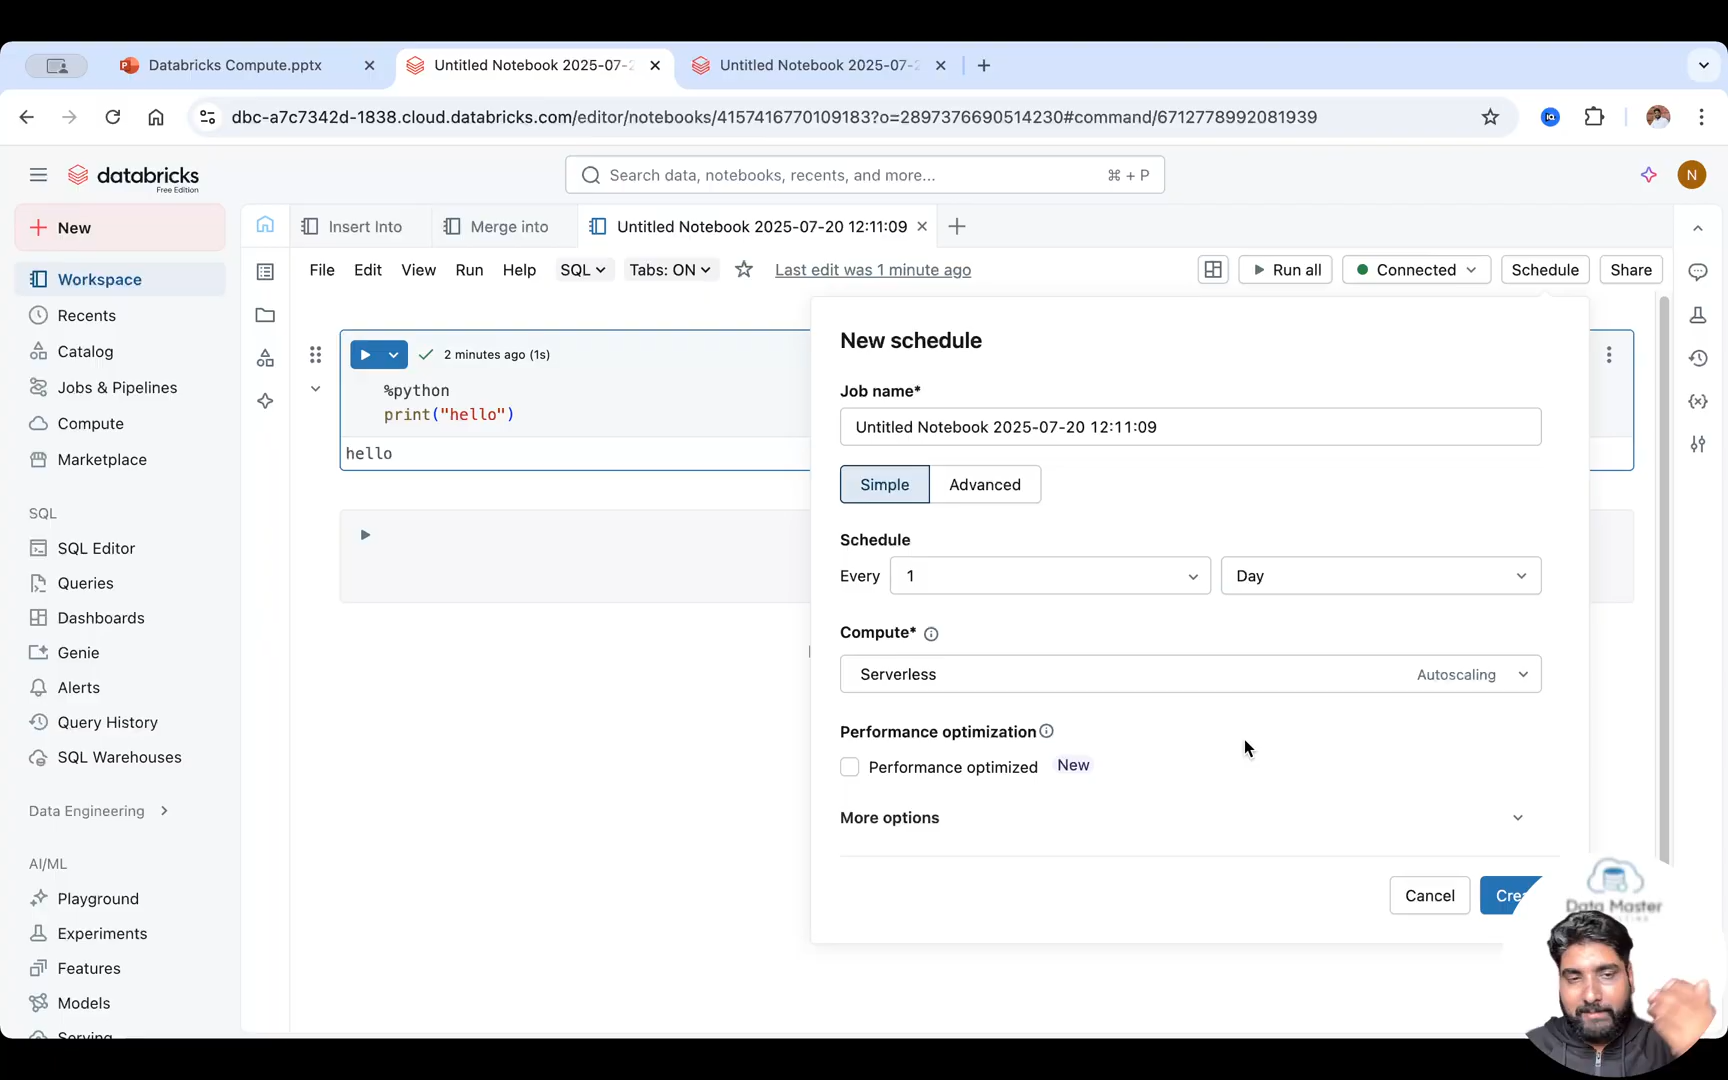 Databricks Compute.pptx
Untitled Notebook 2025-07-2
Untitled Notebook 2025-07-2
dbc-a7c7342d-1838.cloud.databricks.com/editor/notebooks/4157416770109183?o=2897376690514230#command/6712778992081939
databricks
Free Edition
Search data, notebooks, recents, and more...
⌘ + P
N
New
Workspace
Recents
Catalog
Jobs & Pipelines
Compute
Marketplace
SQL
SQL Editor
Queries
Dashboards
Genie
Alerts
Query History
SQL Warehouses
Data Engineering
AI/ML
Playground
Experiments
Features
Models
Serving
Insert Into
Merge into
Untitled Notebook 2025-07-20 12:11:09
File Edit View Run Help SQL Tabs: ON Last edit was 1 minute ago
Run all Connected Schedule Share
2 minutes ago (1s)
%python
print("hello")
hello
New schedule
Job name*
Untitled Notebook 2025-07-20 12:11:09
Simple Advanced
Schedule
Every 1 Day
Compute*
Serverless Autoscaling
Performance optimization
Performance optimized New
More options
Cancel Crea
Data Master